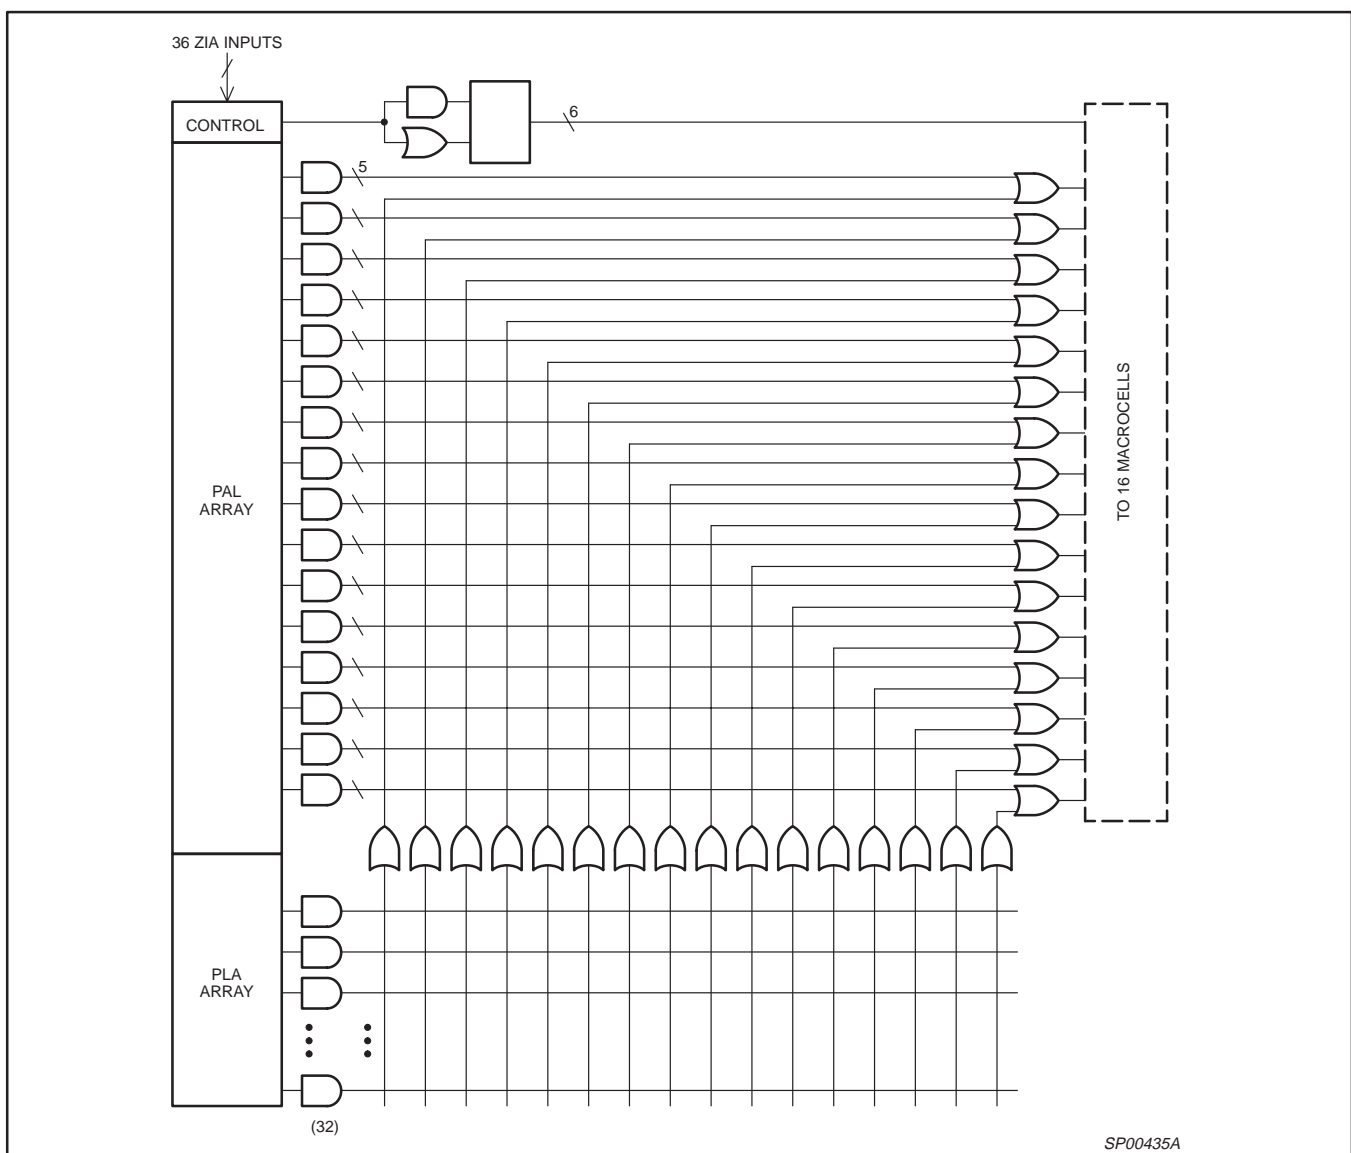 36 ZIA INPUTS
CONTROL
6
5
PAL
ARRAY
TO 16 MACROCELLS
PLA
ARRAY
(32)
SP00435A